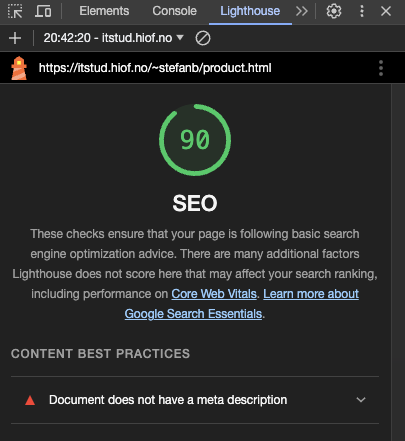 Elements Console Lighthouse
20:42:20 - itstud.hiof.no
https://itstud.hiof.no/~stefanb/product.html
90
SEO
These checks ensure that your page is following basic search
engine optimization advice. There are many additional factors
Lighthouse does not score here that may affect your search ranking,
including performance on Core Web Vitals. Learn more about
Google Search Essentials.
CONTENT BEST PRACTICES
Document does not have a meta description